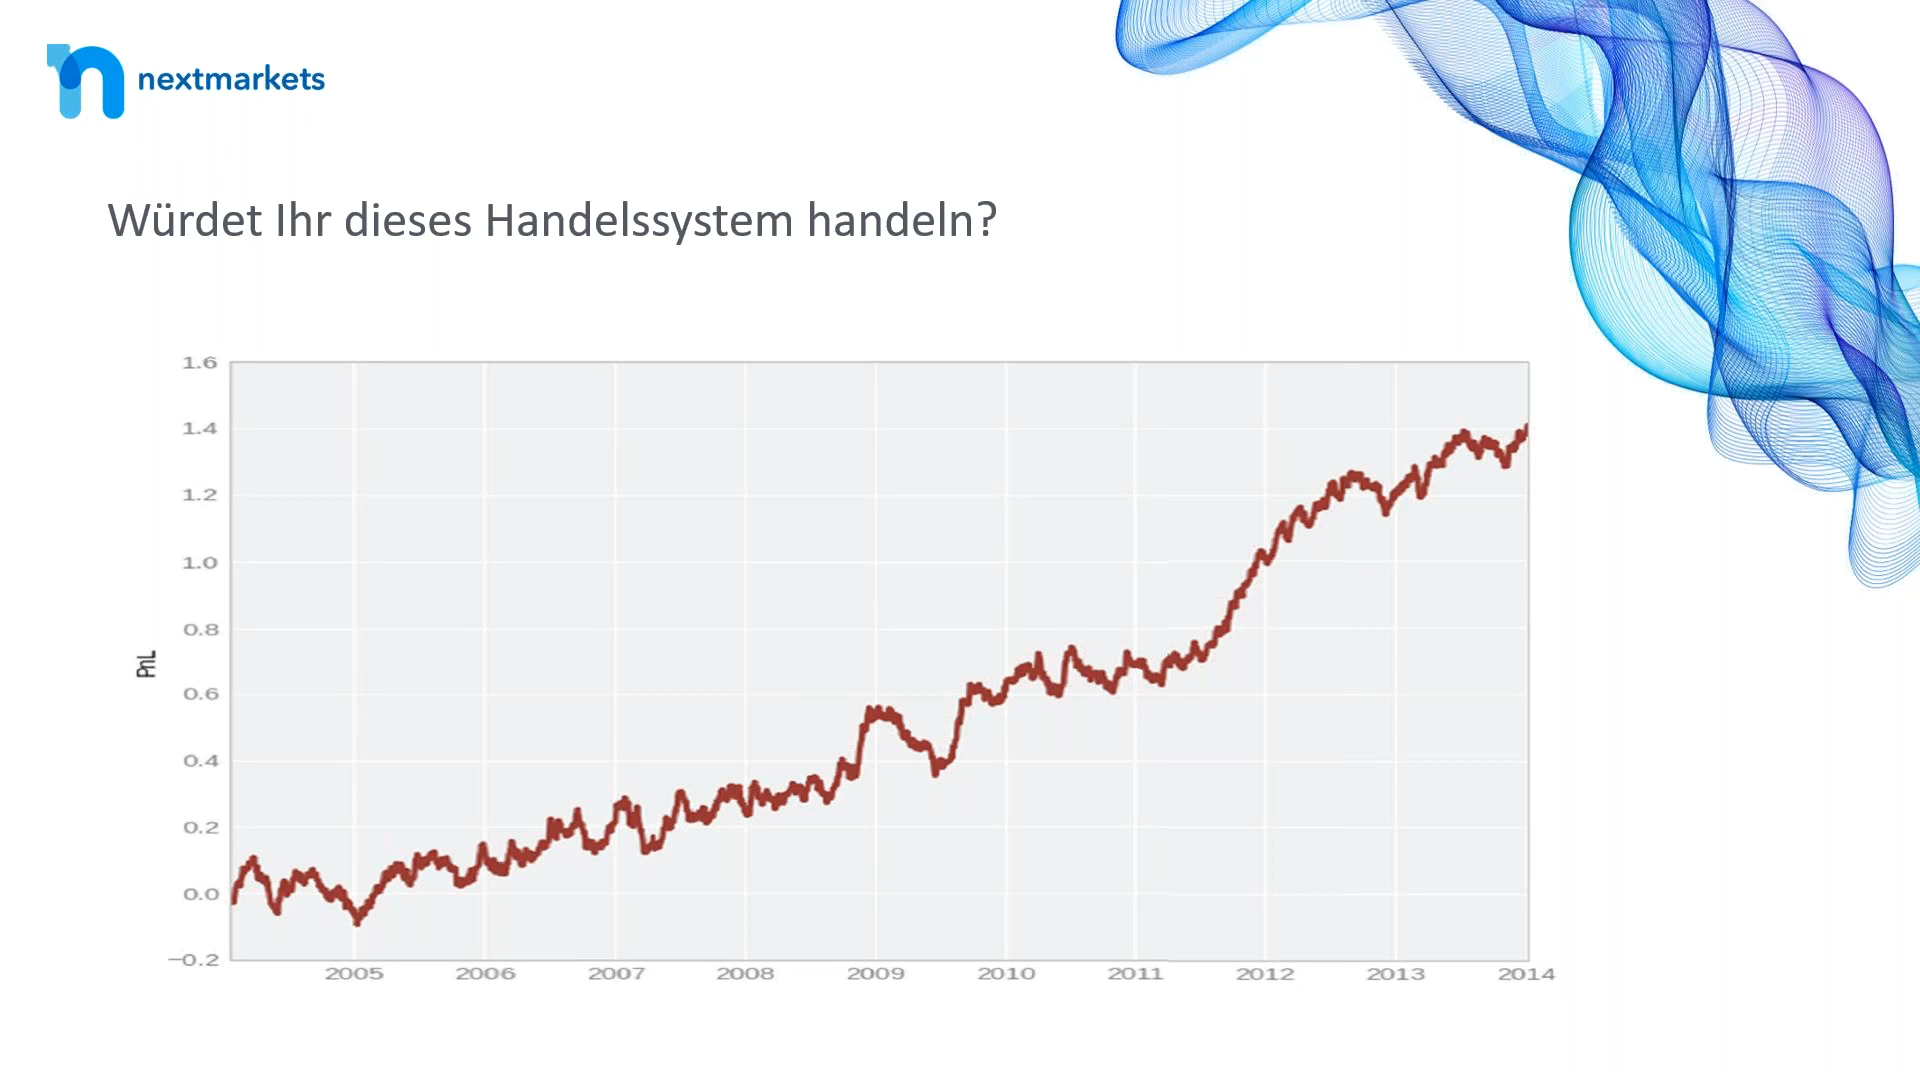 nextmarkets
Würdet Ihr dieses Handelssystem handeln?
1.6
1.4
1.2
1.0
0.8
0.6
0.4
0.2
0.0
−0.2
PnL
2005 2006 2007 2008 2009 2010 2011 2012 2013 2014